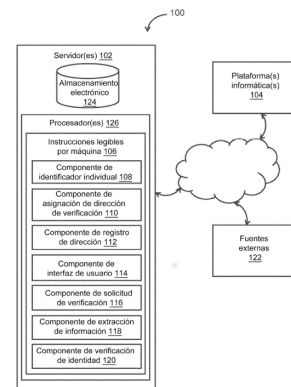 100
Servidor(es) 102
Almacenamiento
electrónico
124
Procesador(es) 126
Instrucciones legibles
por máquina 106
Componente de
identificador individual 108
Componente de
asignación de dirección
de verificación 110
Componente de registro
de dirección 112
Componente de
interfaz de usuario 114
Componente de solicitud
de verificación 116
Componente de extracción
de información 118
Componente de verificación
de identidad 120
Plataforma(s)
informática(s)
104
Fuentes
externas
122